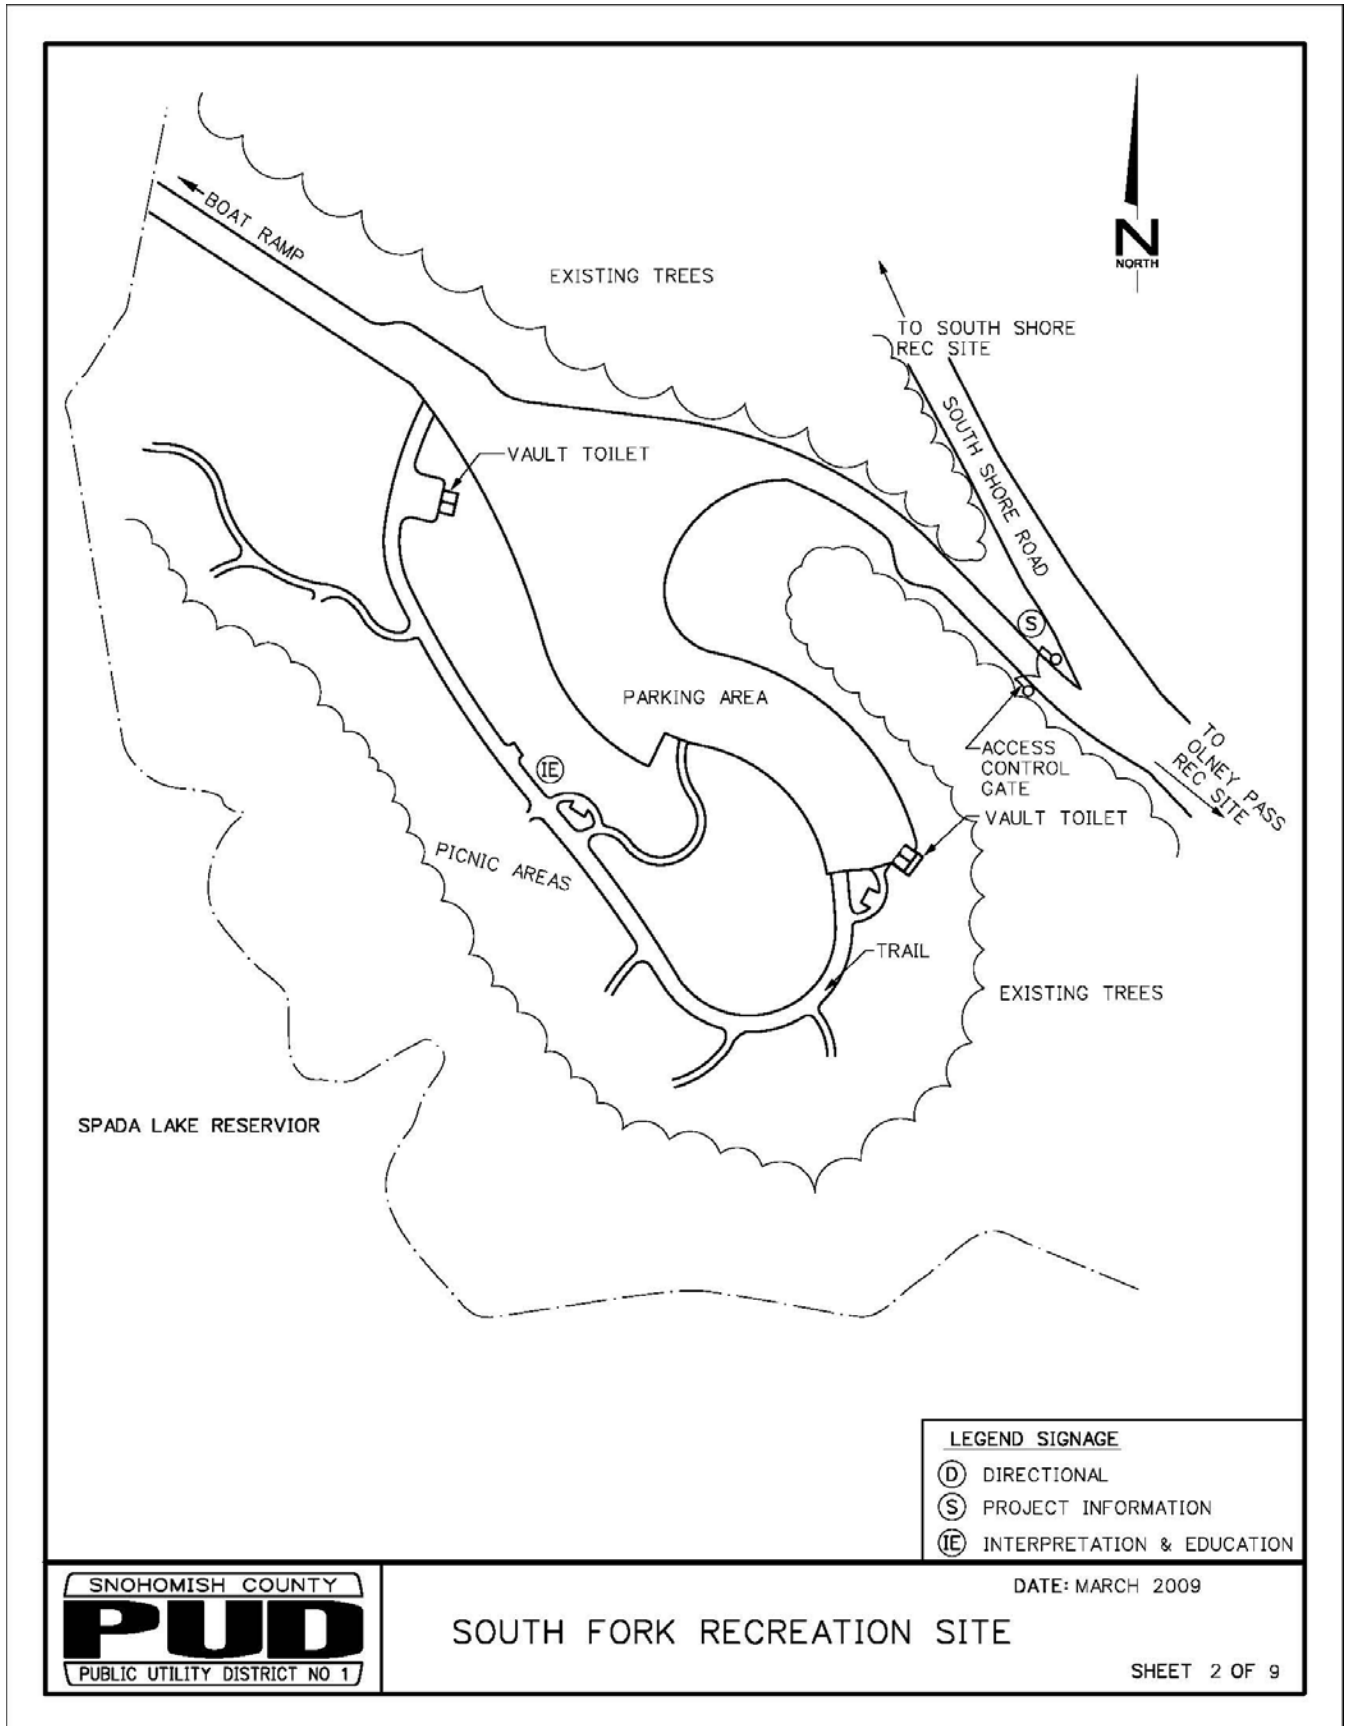 BOAT RAMP
EXISTING TREES
N
NORTH
TO SOUTH SHORE
REC SITE
SOUTH SHORE ROAD
VAULT TOILET
S
PARKING AREA
TO
OLNEY PASS
REC SITE
ACCESS
CONTROL
GATE
IE
VAULT TOILET
PICNIC AREAS
TRAIL
EXISTING TREES
SPADA LAKE RESERVIOR
LEGEND SIGNAGE
D DIRECTIONAL
S PROJECT INFORMATION
IE INTERPRETATION & EDUCATION
SNOHOMISH COUNTY
PUD
PUBLIC UTILITY DISTRICT NO 1
DATE: MARCH 2009
SOUTH FORK RECREATION SITE
SHEET 2 OF 9